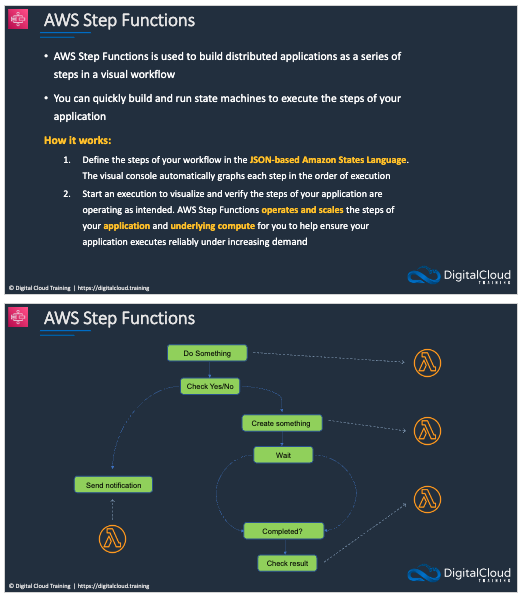 AWS Step Functions
• AWS Step Functions is used to build distributed applications as a series of
steps in a visual workflow
• You can quickly build and run state machines to execute the steps of your
application
How it works:
1. Define the steps of your workflow in the JSON-based Amazon States Language.
The visual console automatically graphs each step in the order of execution
2. Start an execution to visualize and verify the steps of your application are
operating as intended. AWS Step Functions operates and scales the steps of
your application and underlying compute for you to help ensure your
application executes reliably under increasing demand
© Digital Cloud Training | https://digitalcloud.training
DigitalCloud
TRAINING
AWS Step Functions
Do Something
Check Yes/No
Create something
Wait
Send notification
Completed?
Check result
© Digital Cloud Training | https://digitalcloud.training
DigitalCloud
TRAINING